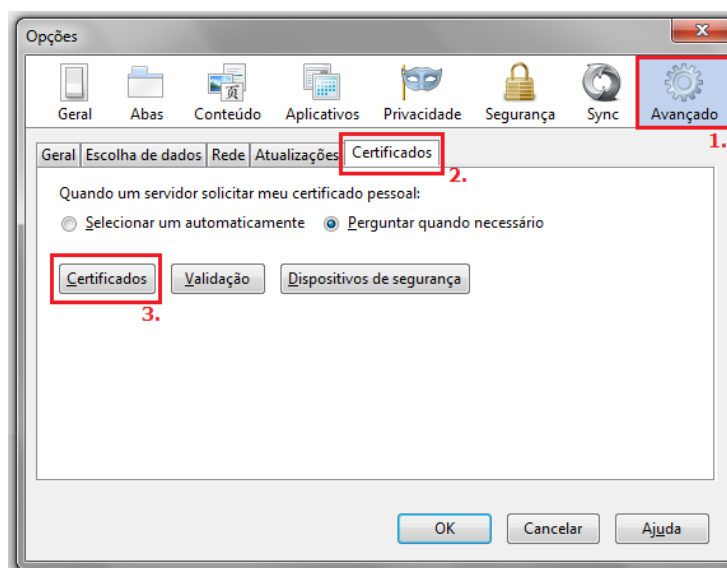 Opções
Geral Abas Conteúdo Aplicativos Privacidade Segurança Sync Avançado
1.
Geral Escolha de dados Rede Atualizações Certificados
2.
Quando um servidor solicitar meu certificado pessoal:
Selecionar um automaticamente Perguntar quando necessário
Certificados Validação Dispositivos de segurança
3.
OK Cancelar Ajuda